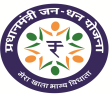 प्रधानमंत्री जन-धन योजना
₹
मेरा खाता भाग्य विधाता